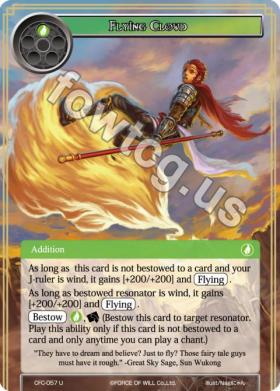 Flying Cloud
fowtcg.us
Addition
As long as this card is not bestowed to a card and your
J-ruler is wind, it gains [+200/+200] and Flying.
As long as bestowed resonator is wind, it gains
[+200/+200] and Flying.
Bestow (Bestow this card to target resonator.
Play this ability only if this card is not bestowed to a
card and only anytime you can play a chant.)
"They have to dream and believe? Just to fly? Those fairy tale guys
must have it rough." -Great Sky Sage, Sun Wukong
CFC-057 U
©FORCE OF WILL Co.,Ltd.